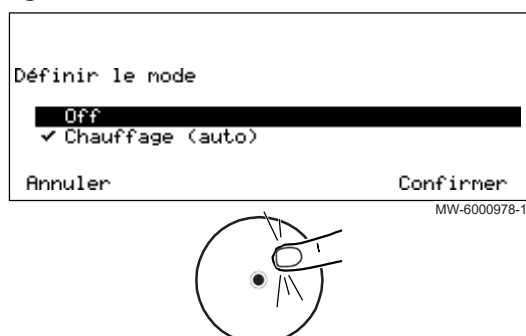 Définir le mode
Off
✔ Chauffage (auto)
Annuler Confirmer
MW-6000978-1